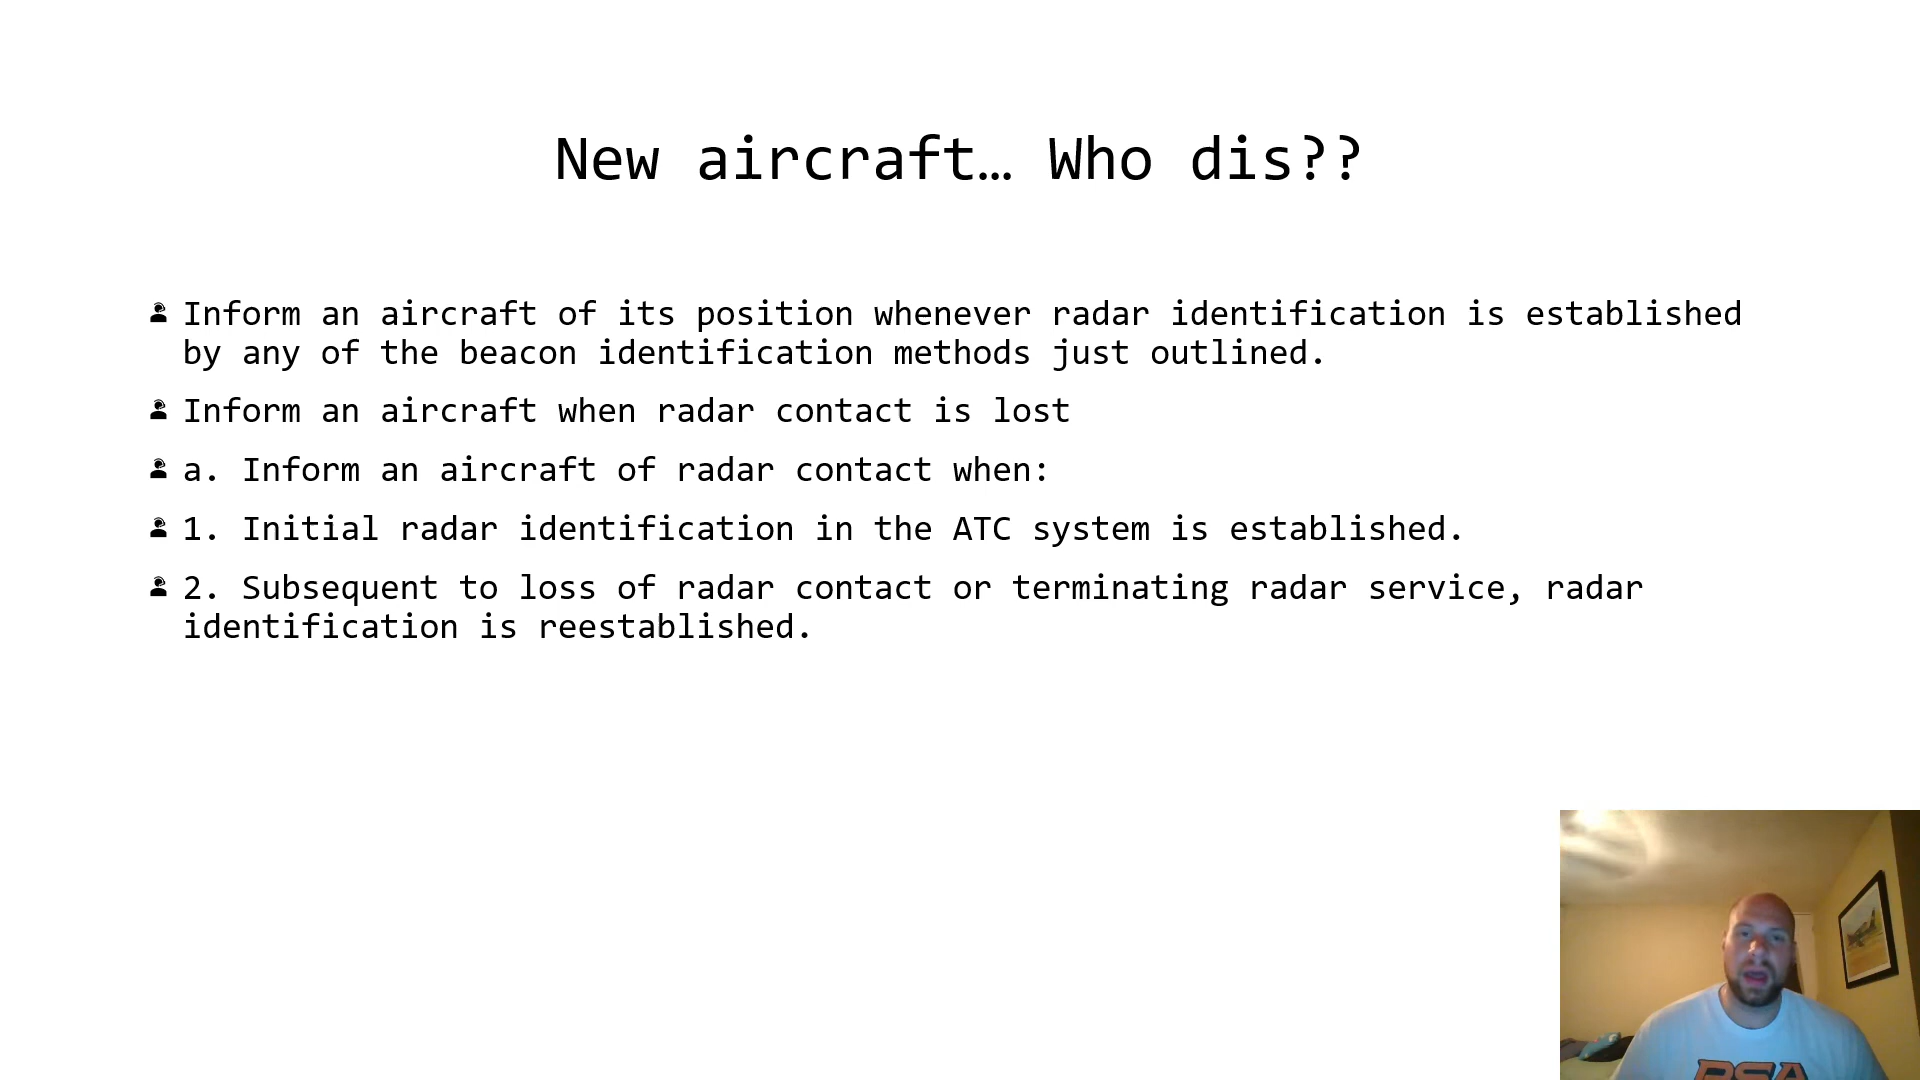 New aircraft… Who dis??
Inform an aircraft of its position whenever radar identification is established
by any of the beacon identification methods just outlined.
Inform an aircraft when radar contact is lost
a. Inform an aircraft of radar contact when:
1. Initial radar identification in the ATC system is established.
2. Subsequent to loss of radar contact or terminating radar service, radar
identification is reestablished.
PSA